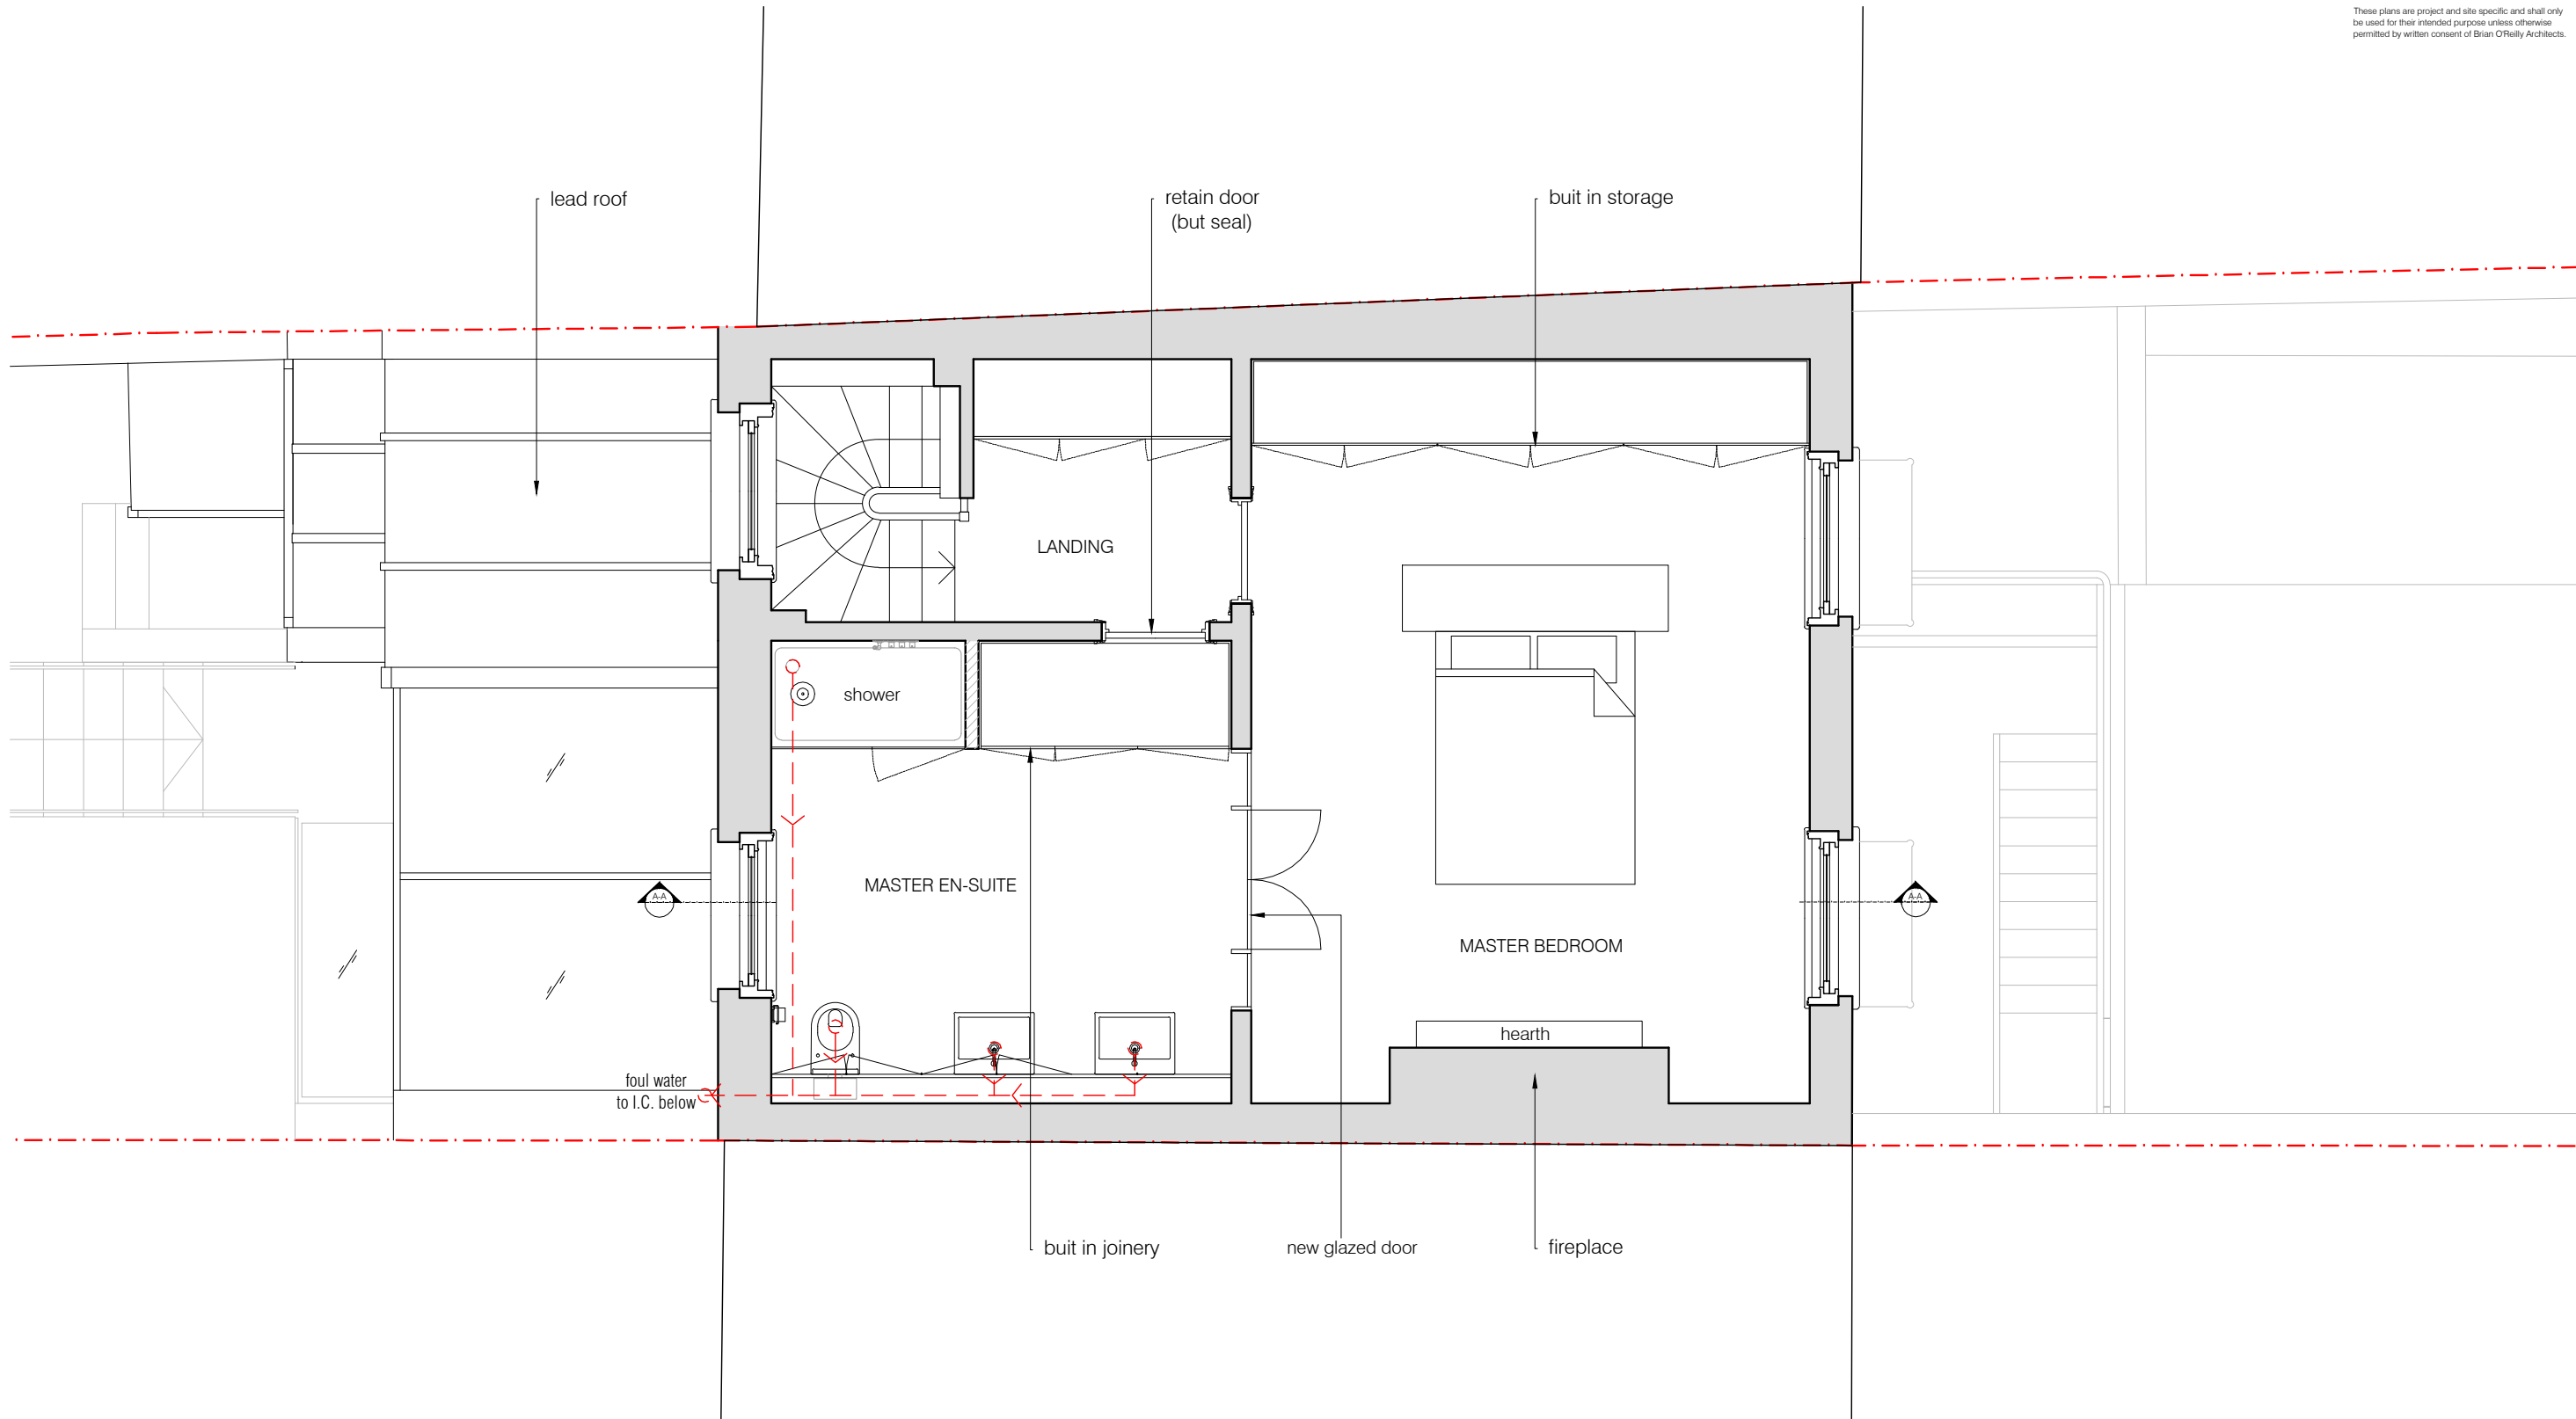 These plans are project and site specific and shall only
be used for their intended purpose unless otherwise
permitted by written consent of Brian O'Reilly Architects.
lead roof
retain door
(but seal)
buit in storage
LANDING
shower
MASTER EN-SUITE
A-A
A-A
MASTER BEDROOM
hearth
foul water
to I.C. below
buit in joinery
new glazed door
fireplace